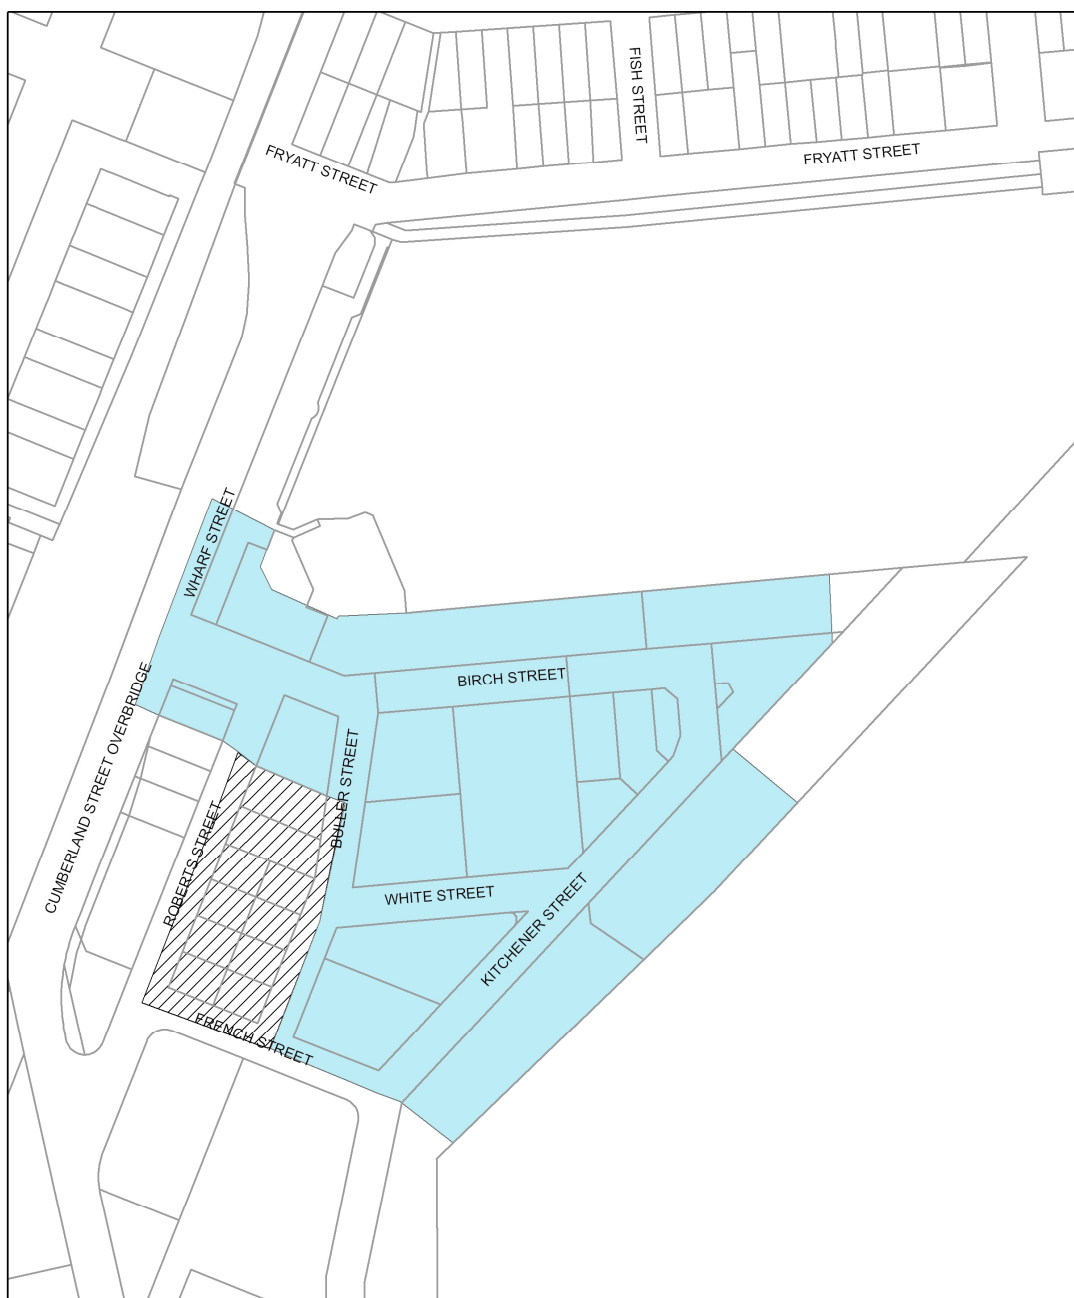 FISH STREET
FRYATT STREET
FRYATT STREET
WHARF STREET
BIRCH STREET
CUMBERLAND STREET OVERBRIDGE
BULLER STREET
ROBERTS STREET
WHITE STREET
KITCHENER STREET
FRENCH STREET